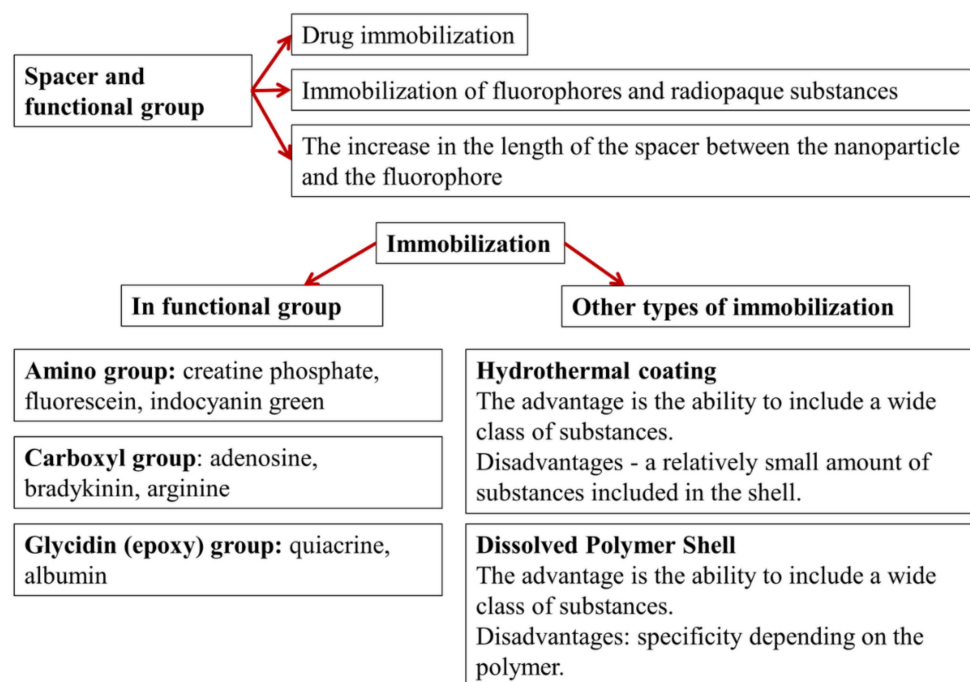 Drug immobilization
Spacer and
functional group
Immobilization of fluorophores and radiopaque substances
The increase in the length of the spacer between the nanoparticle
and the fluorophore
Immobilization
In functional group
Other types of immobilization
Amino group: creatine phosphate,
fluorescein, indocyanin green
Carboxyl group: adenosine,
bradykinin, arginine
Glycidin (epoxy) group: quiacrine,
albumin
Hydrothermal coating
The advantage is the ability to include a wide
class of substances.
Disadvantages - a relatively small amount of
substances included in the shell.
Dissolved Polymer Shell
The advantage is the ability to include a wide
class of substances.
Disadvantages: specificity depending on the
polymer.